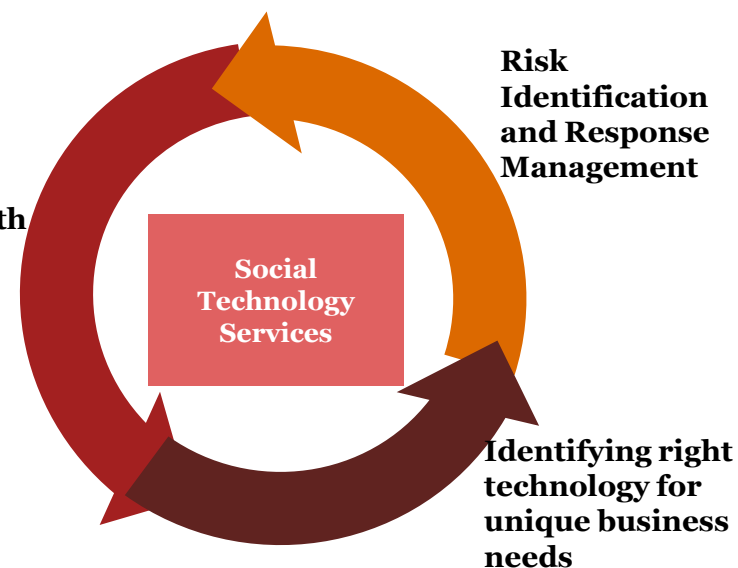 Risk
Identification
and Response
Management
Social
Technology
Services
Identifying right
technology for
unique business
needs